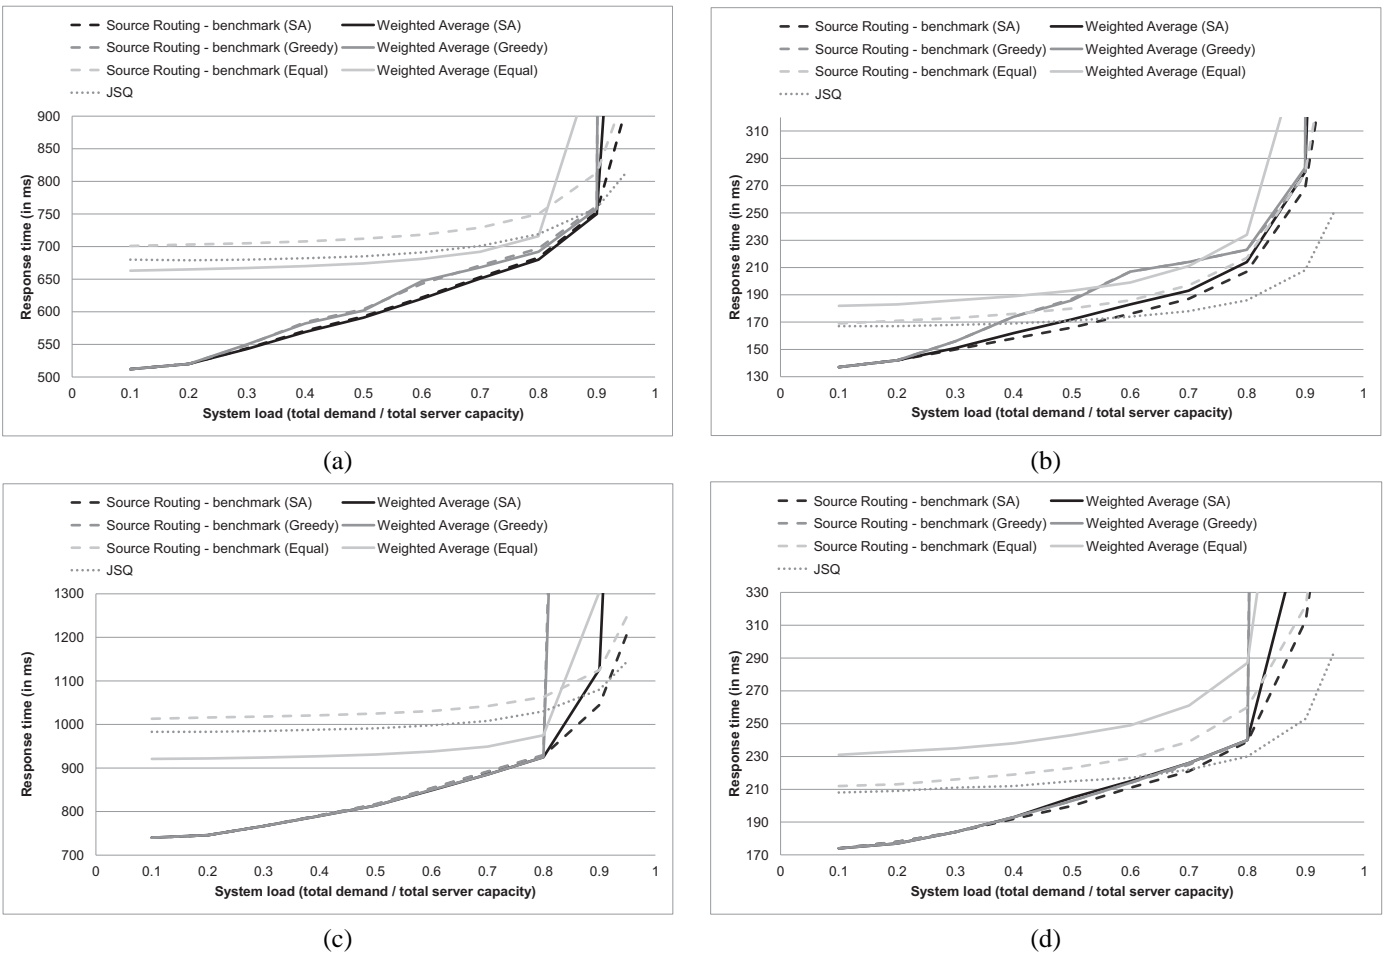 Source Routing - benchmark (SA) Weighted Average (SA)
Source Routing - benchmark (Greedy) Weighted Average (Greedy)
Source Routing - benchmark (Equal) Weighted Average (Equal)
JSQ
900
850
800
750
700
650
600
550
500
Response time (in ms)
0 0.1 0.2 0.3 0.4 0.5 0.6 0.7 0.8 0.9 1
System load (total demand / total server capacity)
(a)
Source Routing - benchmark (SA) Weighted Average (SA)
Source Routing - benchmark (Greedy) Weighted Average (Greedy)
Source Routing - benchmark (Equal) Weighted Average (Equal)
JSQ
310
290
270
250
230
210
190
170
150
130
Response time (in ms)
0 0.1 0.2 0.3 0.4 0.5 0.6 0.7 0.8 0.9 1
System load (total demand / total server capacity)
(b)
Source Routing - benchmark (SA) Weighted Average (SA)
Source Routing - benchmark (Greedy) Weighted Average (Greedy)
Source Routing - benchmark (Equal) Weighted Average (Equal)
JSQ
1300
1200
1100
1000
900
800
700
Response time (in ms)
0 0.1 0.2 0.3 0.4 0.5 0.6 0.7 0.8 0.9 1
System load (total demand / total server capacity)
(c)
Source Routing - benchmark (SA) Weighted Average (SA)
Source Routing - benchmark (Greedy) Weighted Average (Greedy)
Source Routing - benchmark (Equal) Weighted Average (Equal)
JSQ
330
310
290
270
250
230
210
190
170
Response time (in ms)
0 0.1 0.2 0.3 0.4 0.5 0.6 0.7 0.8 0.9 1
System load (total demand / total server capacity)
(d)